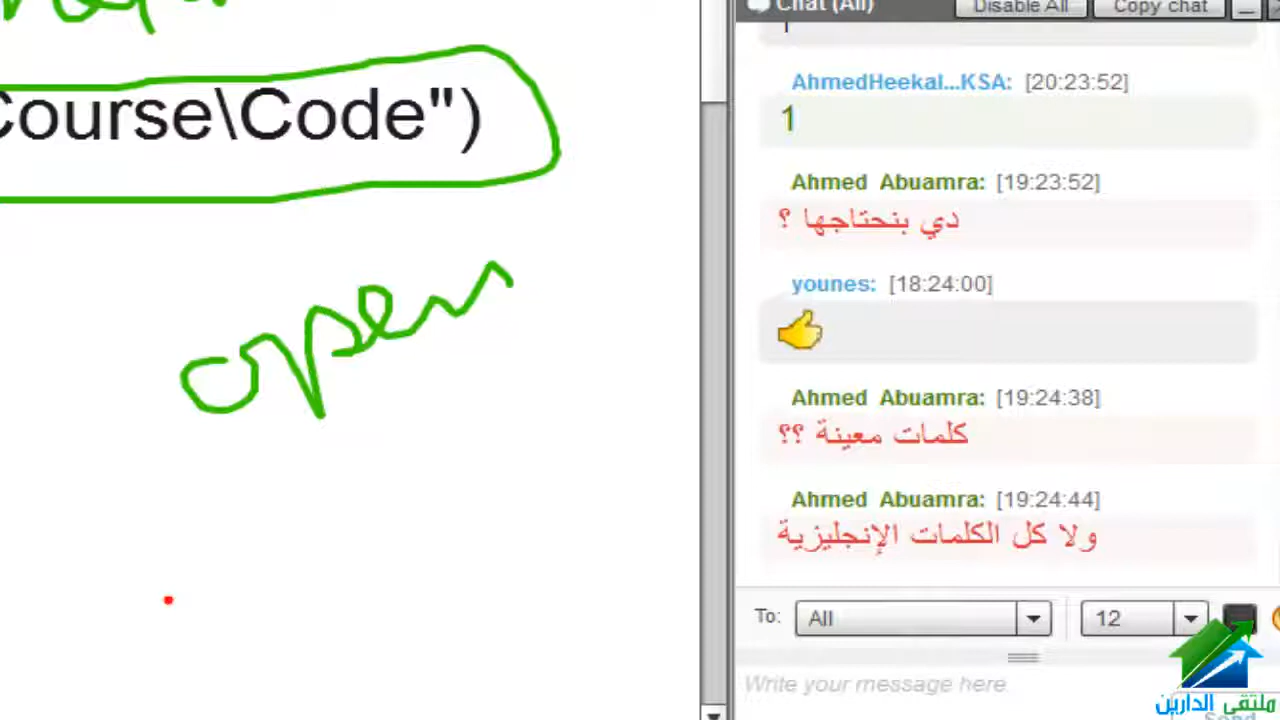 Course\Code")
open
Chat (All)
Disable All
Copy chat
AhmedHeekal...KSA: [20:23:52]
1
Ahmed Abuamra: [19:23:52]
دي بنحتاجها ؟
younes: [18:24:00]
Ahmed Abuamra: [19:24:38]
كلمات معينة ؟؟
Ahmed Abuamra: [19:24:44]
ولا كل الكلمات الإنجليزية
To:
All
12
Write your message here
ملتقى الدارين
Send